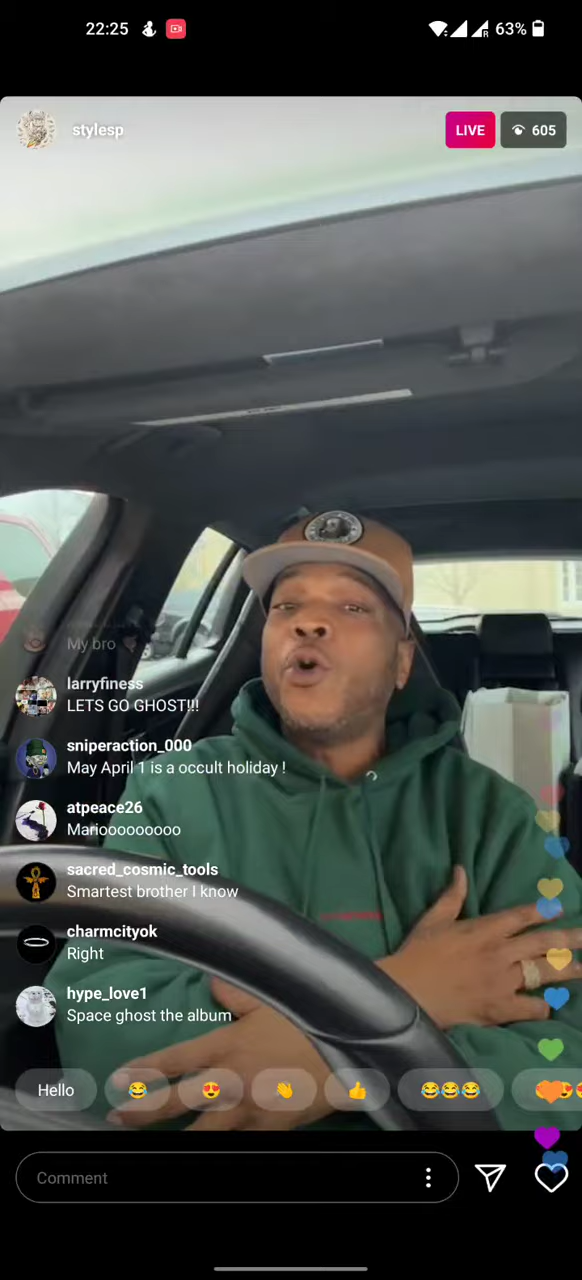 22:25
63%
stylesp
LIVE
605
My bro
larryfiness
LETS GO GHOST!!!
sniperaction_000
May April 1 is a occult holiday !
atpeace26
Mariooooooooo
sacred_cosmic_tools
Smartest brother I know
charmcityok
Right
hype_love1
Space ghost the album
Hello
Comment